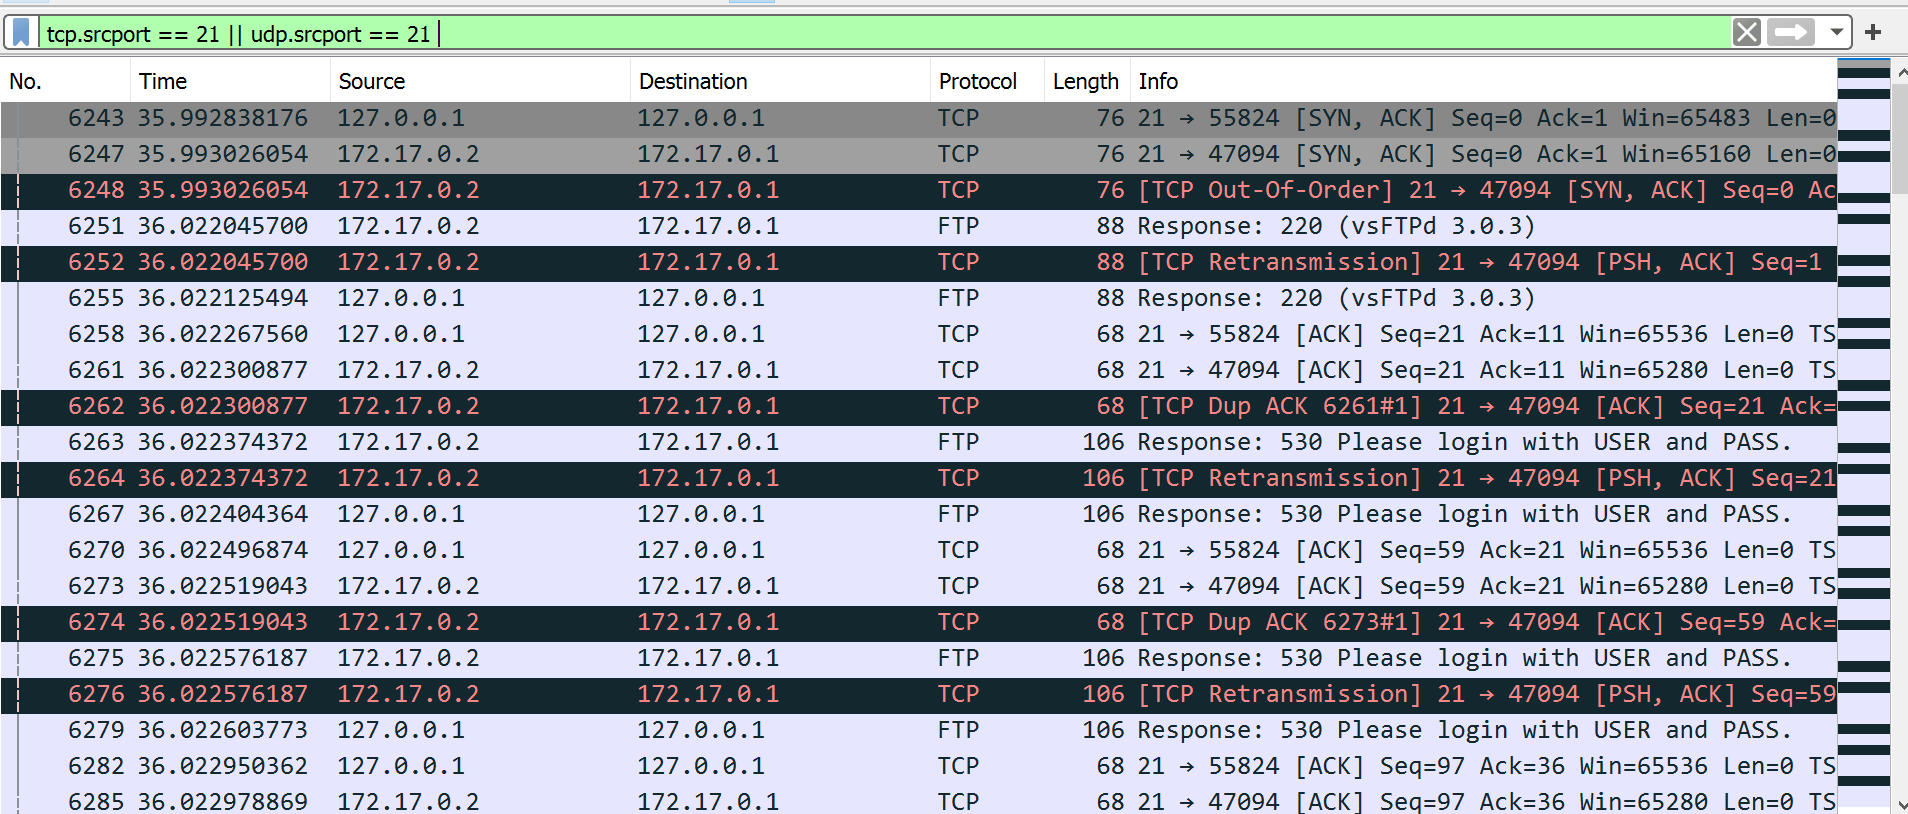 tcp.srcport == 21 || udp.srcport == 21
No. Time Source Destination Protocol Length Info
6243 35.992838176 127.0.0.1 127.0.0.1 TCP 76 21 → 55824 [SYN, ACK] Seq=0 Ack=1 Win=65483 Len=0
6247 35.993026054 172.17.0.2 172.17.0.1 TCP 76 21 → 47094 [SYN, ACK] Seq=0 Ack=1 Win=65160 Len=0
6248 35.993026054 172.17.0.2 172.17.0.1 TCP 76 [TCP Out-Of-Order] 21 → 47094 [SYN, ACK] Seq=0 Ac
6251 36.022045700 172.17.0.2 172.17.0.1 FTP 88 Response: 220 (vsFTPd 3.0.3)
6252 36.022045700 172.17.0.2 172.17.0.1 TCP 88 [TCP Retransmission] 21 → 47094 [PSH, ACK] Seq=1
6255 36.022125494 127.0.0.1 127.0.0.1 FTP 88 Response: 220 (vsFTPd 3.0.3)
6258 36.022267560 127.0.0.1 127.0.0.1 TCP 68 21 → 55824 [ACK] Seq=21 Ack=11 Win=65536 Len=0 TS
6261 36.022300877 172.17.0.2 172.17.0.1 TCP 68 21 → 47094 [ACK] Seq=21 Ack=11 Win=65280 Len=0 TS
6262 36.022300877 172.17.0.2 172.17.0.1 TCP 68 [TCP Dup ACK 6261#1] 21 → 47094 [ACK] Seq=21 Ack=
6263 36.022374372 172.17.0.2 172.17.0.1 FTP 106 Response: 530 Please login with USER and PASS.
6264 36.022374372 172.17.0.2 172.17.0.1 TCP 106 [TCP Retransmission] 21 → 47094 [PSH, ACK] Seq=21
6267 36.022404364 127.0.0.1 127.0.0.1 FTP 106 Response: 530 Please login with USER and PASS.
6270 36.022496874 127.0.0.1 127.0.0.1 TCP 68 21 → 55824 [ACK] Seq=59 Ack=21 Win=65536 Len=0 TS
6273 36.022519043 172.17.0.2 172.17.0.1 TCP 68 21 → 47094 [ACK] Seq=59 Ack=21 Win=65280 Len=0 TS
6274 36.022519043 172.17.0.2 172.17.0.1 TCP 68 [TCP Dup ACK 6273#1] 21 → 47094 [ACK] Seq=59 Ack=
6275 36.022576187 172.17.0.2 172.17.0.1 FTP 106 Response: 530 Please login with USER and PASS.
6276 36.022576187 172.17.0.2 172.17.0.1 TCP 106 [TCP Retransmission] 21 → 47094 [PSH, ACK] Seq=59
6279 36.022603773 127.0.0.1 127.0.0.1 FTP 106 Response: 530 Please login with USER and PASS.
6282 36.022950362 127.0.0.1 127.0.0.1 TCP 68 21 → 55824 [ACK] Seq=97 Ack=36 Win=65536 Len=0 TS
6285 36.022978869 172.17.0.2 172.17.0.1 TCP 68 21 → 47094 [ACK] Seq=97 Ack=36 Win=65280 Len=0 TS